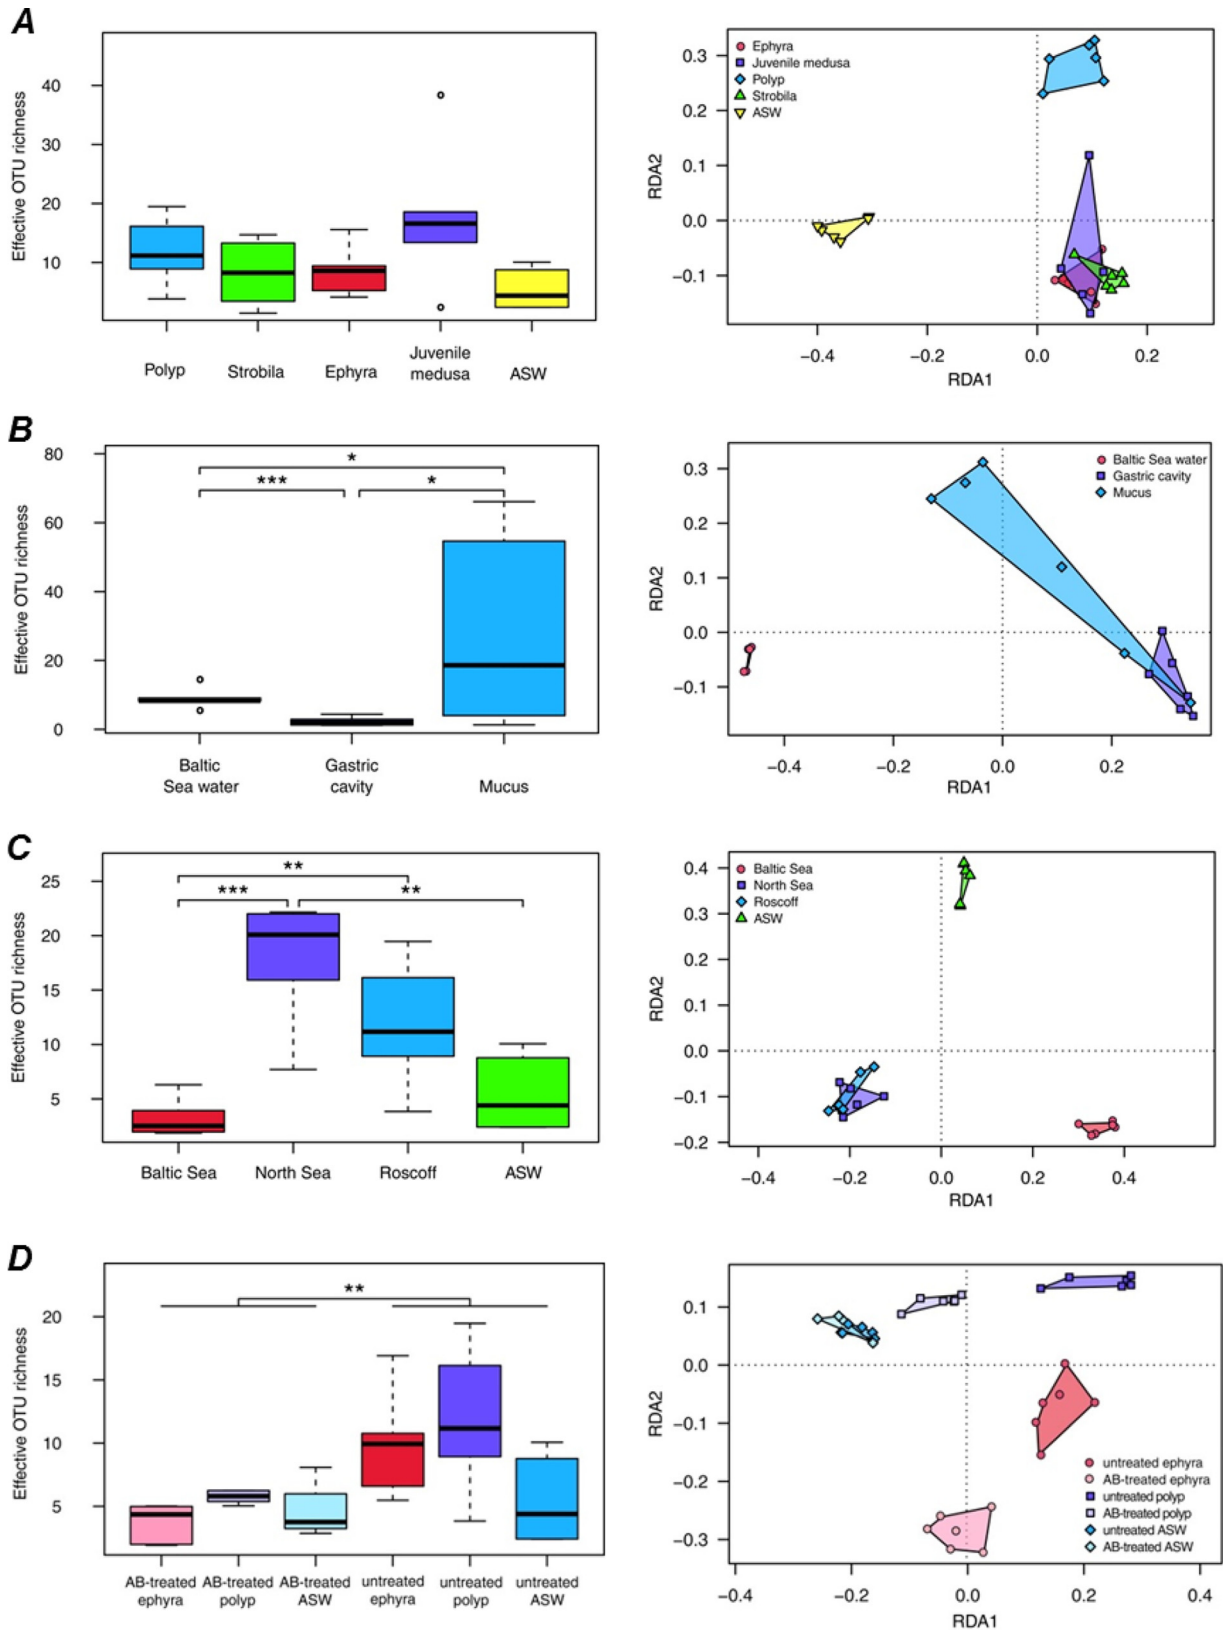 A
Effective OTU richness
40
30
20
10
Polyp
Strobila
Ephyra
Juvenile
medusa
ASW
Ephyra
Juvenile medusa
Polyp
Strobila
ASW
RDA2
0.3
0.2
0.1
0.0
−0.1
−0.4
−0.2
0.0
0.2
RDA1
B
Effective OTU richness
80
60
40
20
0
*
***
*
Baltic
Sea water
Gastric
cavity
Mucus
Baltic Sea water
Gastric cavity
Mucus
RDA2
0.3
0.2
0.1
0.0
−0.1
−0.4
−0.2
0.0
0.2
RDA1
C
Effective OTU richness
25
20
15
10
5
**
***
**
Baltic Sea
North Sea
Roscoff
ASW
Baltic Sea
North Sea
Roscoff
ASW
RDA2
0.4
0.3
0.2
0.1
0.0
−0.1
−0.2
−0.4
−0.2
0.0
0.2
0.4
RDA1
D
Effective OTU richness
20
15
10
5
**
AB-treated
ephyra
AB-treated
polyp
AB-treated
ASW
untreated
ephyra
untreated
polyp
untreated
ASW
RDA2
0.1
0.0
−0.1
−0.2
−0.3
untreated ephyra
AB-treated ephyra
untreated polyp
AB-treated polyp
untreated ASW
AB-treated ASW
−0.4
−0.2
0.0
0.2
0.4
RDA1